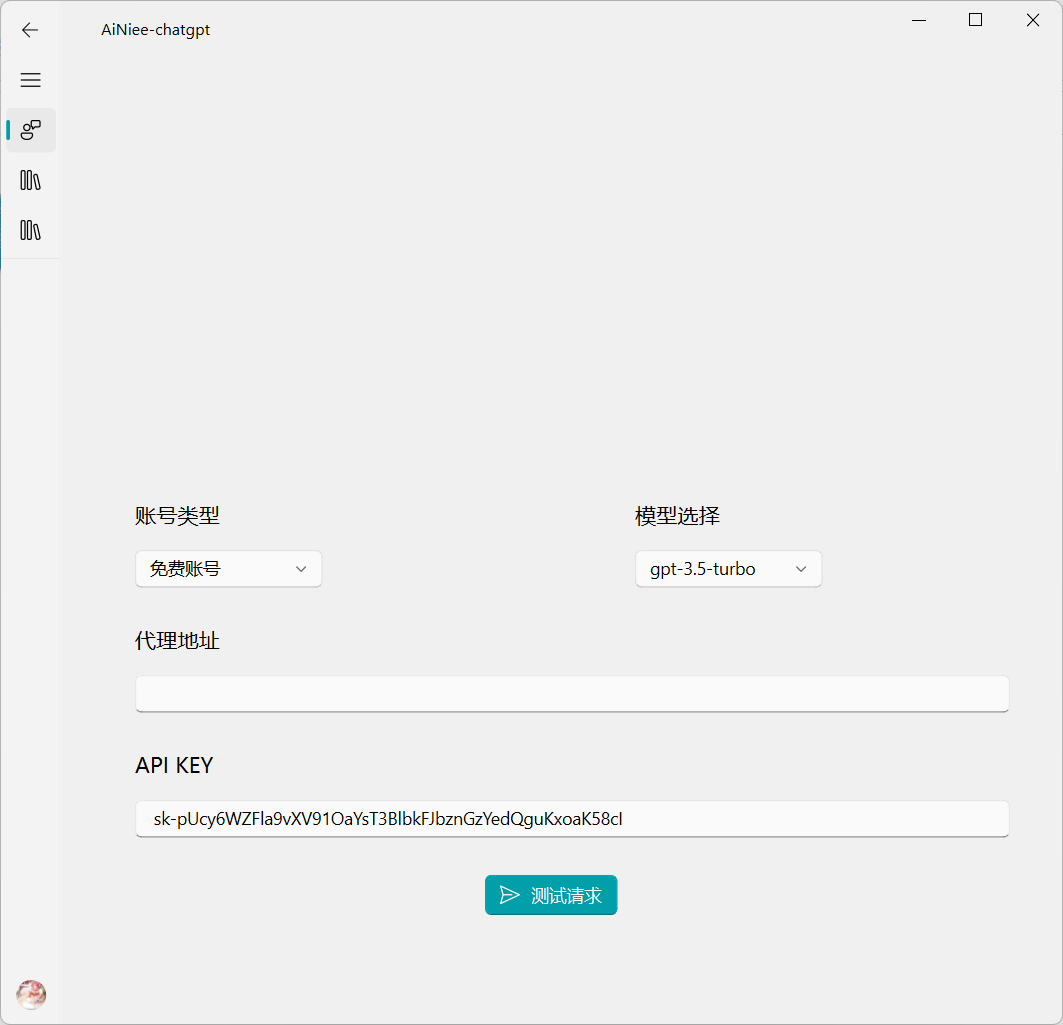 AiNiee-chatgpt
账号类型
模型选择
免费账号
gpt-3.5-turbo
代理地址
API KEY
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
测试请求